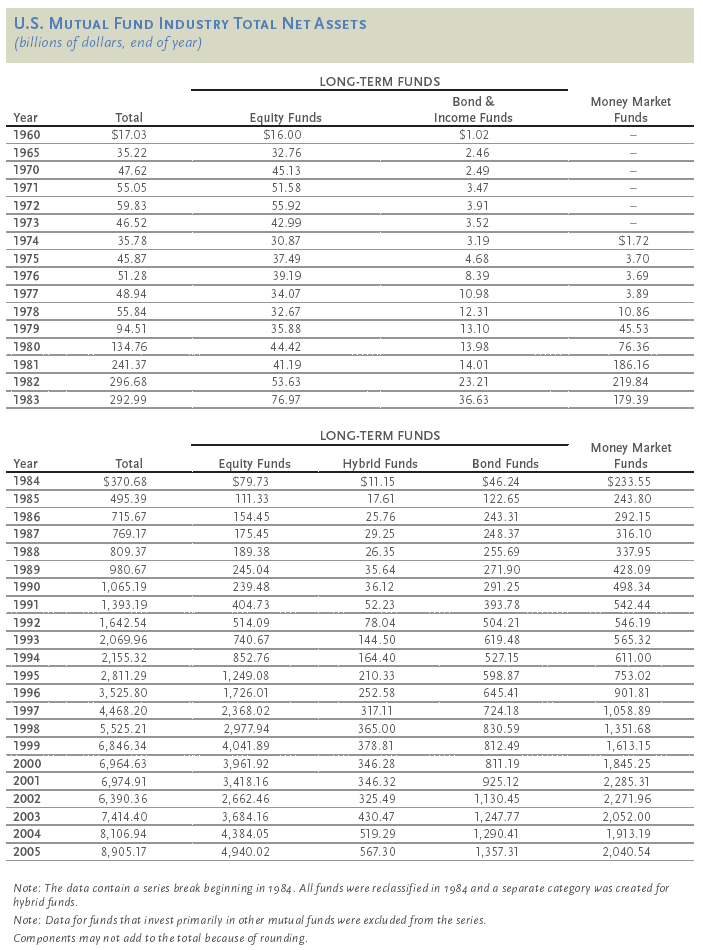 U.S. MUTUAL FUND INDUSTRY TOTAL NET ASSETS
(billions of dollars, end of year)
LONG-TERM FUNDS
Bond & Money Market
Year Total Equity Funds Income Funds Funds
1960 $17.03 $16.00 $1.02 –
1965 35.22 32.76 2.46 –
1970 47.62 45.13 2.49 –
1971 55.05 51.58 3.47 –
1972 59.83 55.92 3.91 –
1973 46.52 42.99 3.52 –
1974 35.78 30.87 3.19 $1.72
1975 45.87 37.49 4.68 3.70
1976 51.28 39.19 8.39 3.69
1977 48.94 34.07 10.98 3.89
1978 55.84 32.67 12.31 10.86
1979 94.51 35.88 13.10 45.53
1980 134.76 44.42 13.98 76.36
1981 241.37 41.19 14.01 186.16
1982 296.68 53.63 23.21 219.84
1983 292.99 76.97 36.63 179.39
LONG-TERM FUNDS
Money Market
Year Total Equity Funds Hybrid Funds Bond Funds Funds
1984 $370.68 $79.73 $11.15 $46.24 $233.55
1985 495.39 111.33 17.61 122.65 243.80
1986 715.67 154.45 25.76 243.31 292.15
1987 769.17 175.45 29.25 248.37 316.10
1988 809.37 189.38 26.35 255.69 337.95
1989 980.67 245.04 35.64 271.90 428.09
1990 1,065.19 239.48 36.12 291.25 498.34
1991 1,393.19 404.73 52.23 393.78 542.44
1992 1,642.54 514.09 78.04 504.21 546.19
1993 2,069.96 740.67 144.50 619.48 565.32
1994 2,155.32 852.76 164.40 527.15 611.00
1995 2,811.29 1,249.08 210.33 598.87 753.02
1996 3,525.80 1,726.01 252.58 645.41 901.81
1997 4,468.20 2,368.02 317.11 724.18 1,058.89
1998 5,525.21 2,977.94 365.00 830.59 1,351.68
1999 6,846.34 4,041.89 378.81 812.49 1,613.15
2000 6,964.63 3,961.92 346.28 811.19 1,845.25
2001 6,974.91 3,418.16 346.32 925.12 2,285.31
2002 6,390.36 2,662.46 325.49 1,130.45 2,271.96
2003 7,414.40 3,684.16 430.47 1,247.77 2,052.00
2004 8,106.94 4,384.05 519.29 1,290.41 1,913.19
2005 8,905.17 4,940.02 567.30 1,357.31 2,040.54
Note: The data contain a series break beginning in 1984. All funds were reclassified in 1984 and a separate category was created for
hybrid funds.
Note: Data for funds that invest primarily in other mutual funds were excluded from the series.
Components may not add to the total because of rounding.